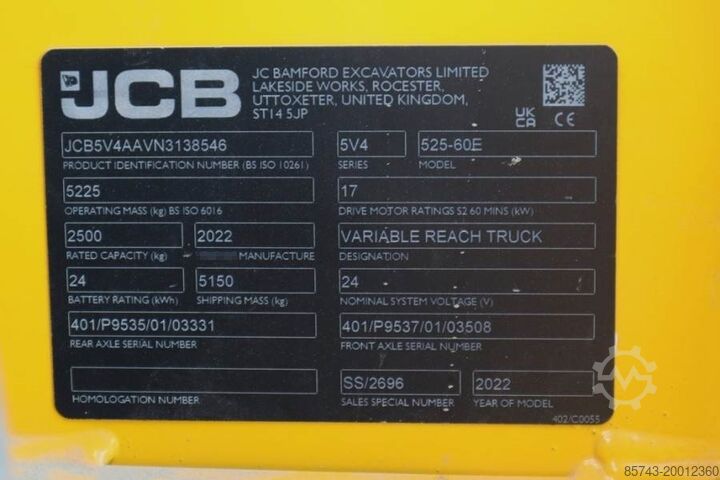 JCB
JC BAMFORD EXCAVATORS LIMITED
LAKESIDE WORKS, ROCESTER,
UTTOXETER, UNITED KINGDOM,
ST14 5JP
UK
CA CE
JCB5V4AAVN3138546 5V4 525-60E
PRODUCT IDENTIFICATION NUMBER (BS ISO 10261) SERIES MODEL
5225 17
OPERATING MASS (kg) BS ISO 6016 DRIVE MOTOR RATINGS S2 60 MINS (kW)
2500 2022 VARIABLE REACH TRUCK
RATED CAPACITY (kg) MANUFACTURE DESIGNATION
24 5150 24
BATTERY RATING (kWh) SHIPPING MASS (kg) NOMINAL SYSTEM VOLTAGE (V)
401/P9535/01/03331 401/P9537/01/03508
REAR AXLE SERIAL NUMBER FRONT AXLE SERIAL NUMBER
SS/2696 2022
HOMOLOGATION NUMBER SALES SPECIAL NUMBER YEAR OF MODEL
402/C0055
85743-20012360